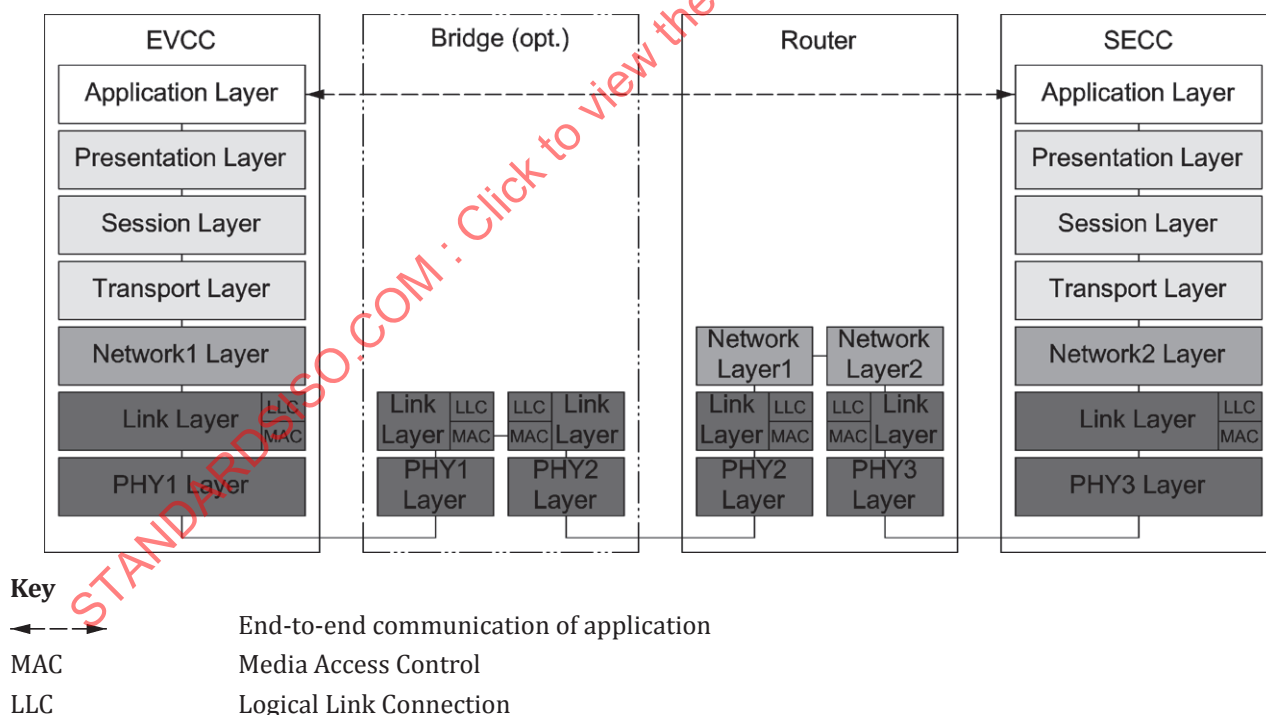 EVCC
Application Layer
Presentation Layer
Session Layer
Transport Layer
Network1 Layer
Link Layer
LLC
MAC
PHY1 Layer
Bridge (opt.)
Link
Layer
LLC
MAC
LLC
MAC
Link
Layer
PHY1
Layer
PHY2
Layer
Router
Network
Layer1
Network
Layer2
Link
Layer
LLC
MAC
LLC
MAC
Link
Layer
PHY2
Layer
PHY3
Layer
SECC
Application Layer
Presentation Layer
Session Layer
Transport Layer
Network2 Layer
Link Layer
LLC
MAC
PHY3 Layer
STANDARDSISO.COM : Click to view the
Key
End-to-end communication of application
MAC Media Access Control
LLC Logical Link Connection